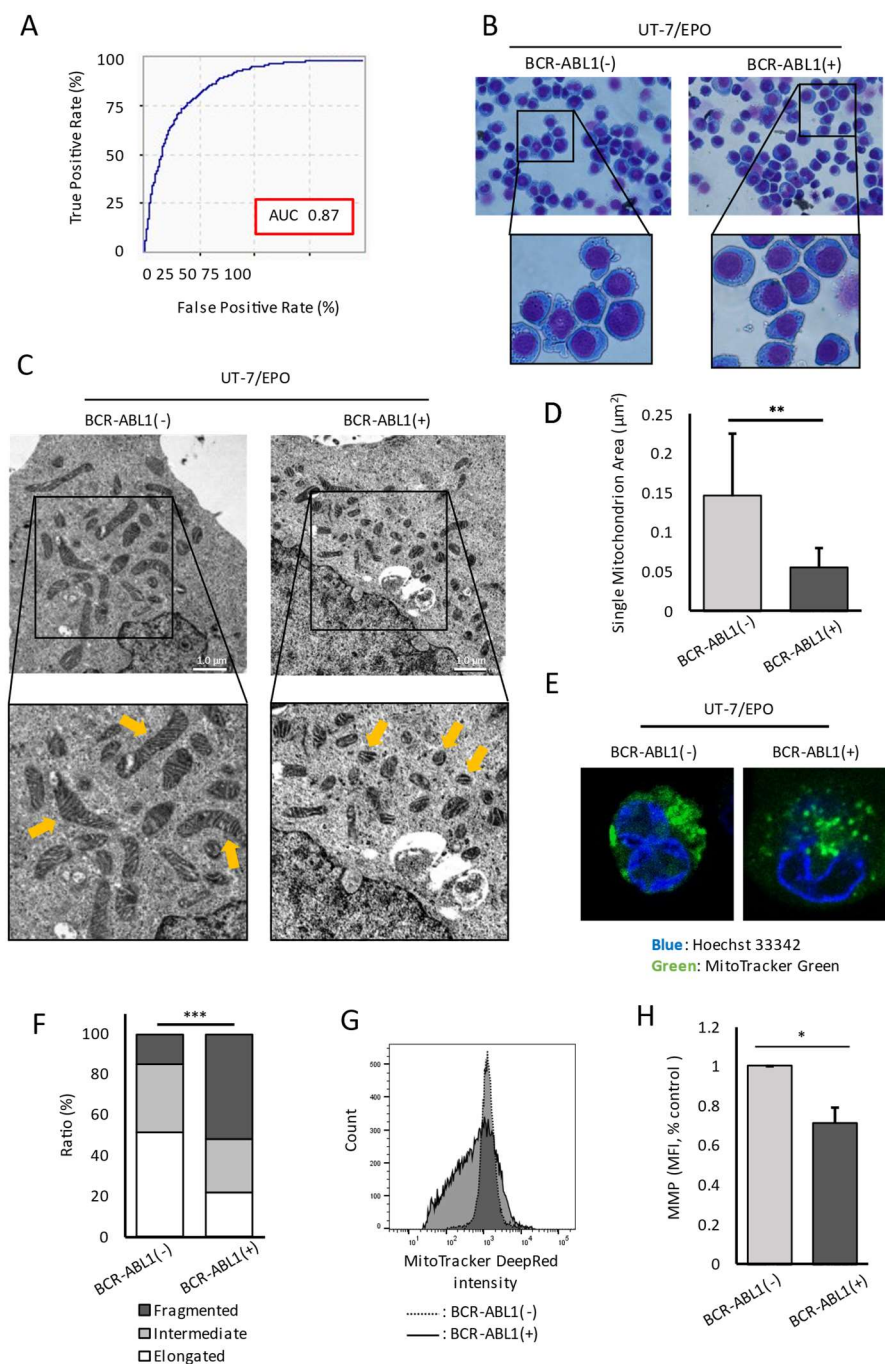 A
True Positive Rate (%)
100
75
50
25
0
AUC 0.87
0 25 50 75 100
False Positive Rate (%)
B
UT-7/EPO
BCR-ABL1(-)
BCR-ABL1(+)
C
UT-7/EPO
BCR-ABL1(-)
BCR-ABL1(+)
1.0 µm
1.0 µm
D
Single Mitochondrion Area (µm²)
0.25
0.2
0.15
0.1
0.05
0
**
BCR-ABL1(-)
BCR-ABL1(+)
E
UT-7/EPO
BCR-ABL1(-)
BCR-ABL1(+)
Blue: Hoechst 33342
Green: MitoTracker Green
F
Ratio (%)
100
80
60
40
20
0
***
BCR-ABL1(-)
BCR-ABL1(+)
Fragmented
Intermediate
Elongated
G
Count
500
400
300
200
100
0
10¹ 10² 10³ 10⁴ 10⁵
MitoTracker DeepRed
intensity
: BCR-ABL1(-)
: BCR-ABL1(+)
H
MMP (MFI, % control )
1.2
1
0.8
0.6
0.4
0.2
0
*
BCR-ABL1(-)
BCR-ABL1(+)